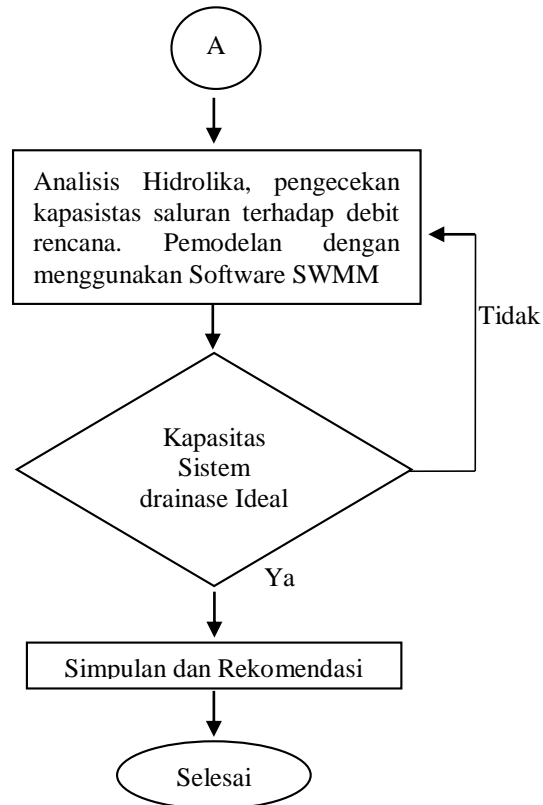 A
Analisis Hidrolika, pengecekan
kapasistas saluran terhadap debit
rencana. Pemodelan dengan
menggunakan Software SWMM
Tidak
Kapasitas
Sistem
drainase Ideal
Ya
Simpulan dan Rekomendasi
Selesai